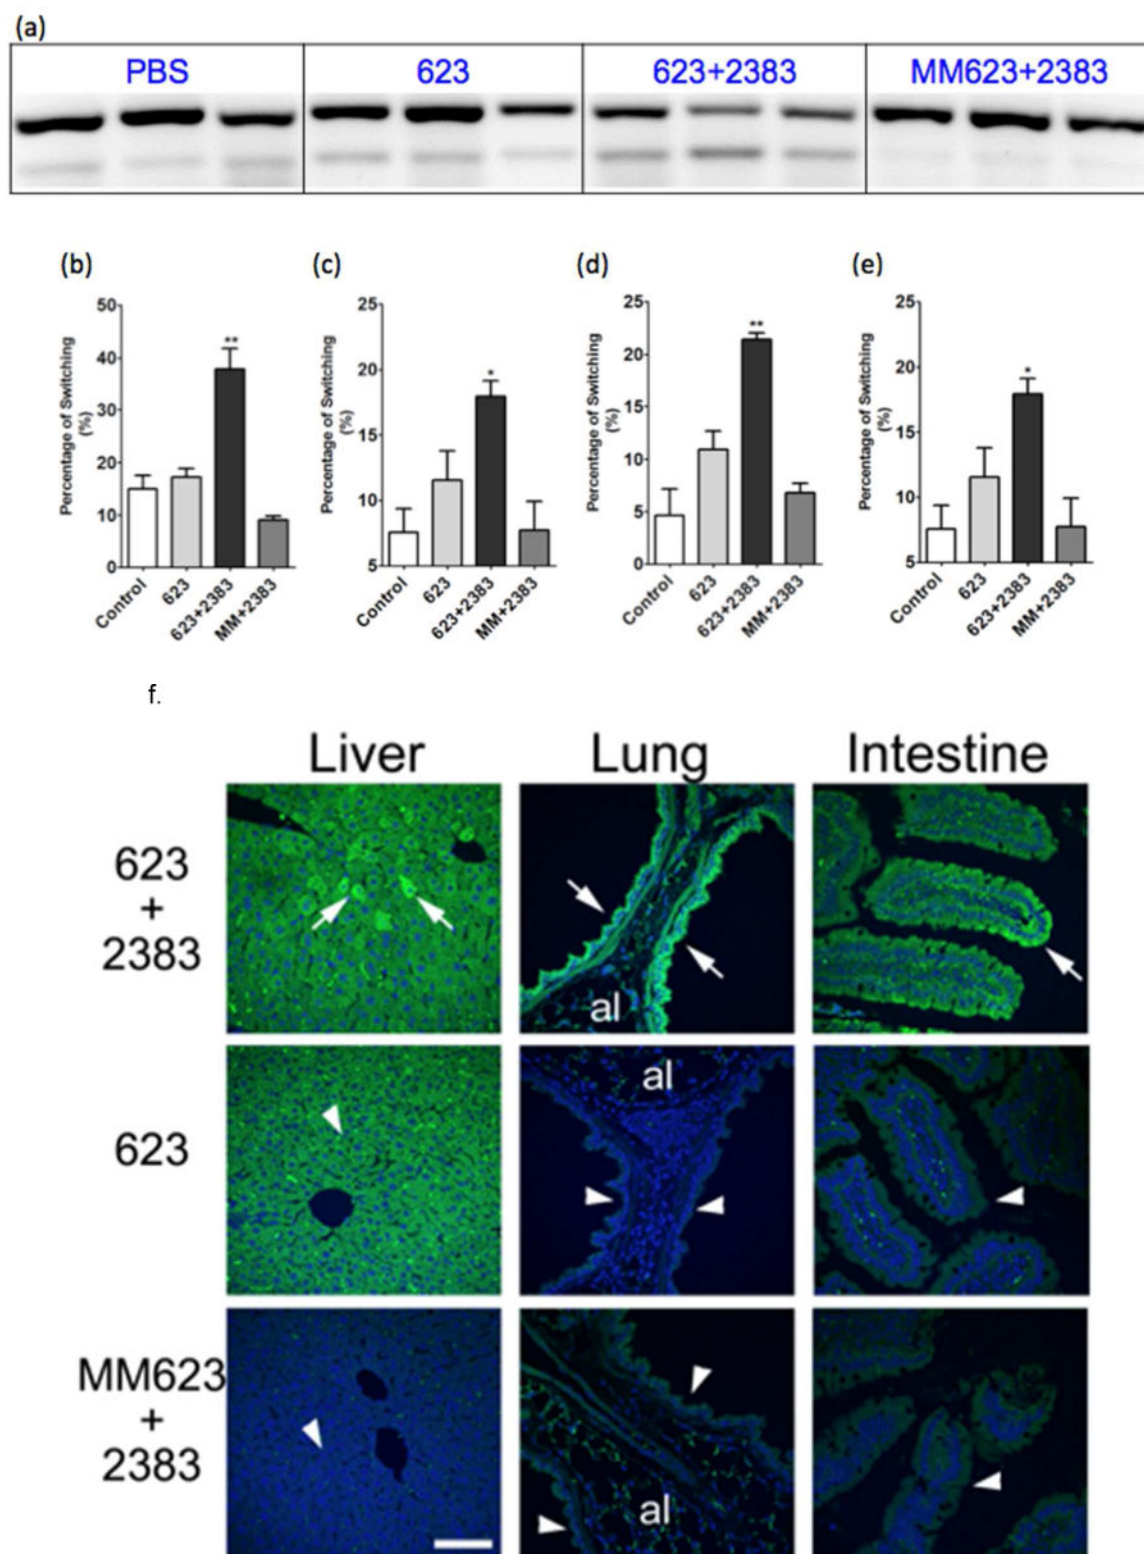 (a)
PBS 623 623+2383 MM623+2383
(b) (c) (d) (e)
50
40
30
20
10
0
Percentage of Switching
(%)
Control 623 623+2383 MM+2383
**
25
20
15
10
5
Percentage of Switching
(%)
Control 623 623+2383 MM+2383
*
25
20
15
10
5
0
Percentage of Switching
(%)
Control 623 623+2383 MM+2383
**
25
20
15
10
5
Percentage of Switching
(%)
Control 623 623+2383 MM+2383
*
f.
Liver Lung Intestine
623
+
2383
al
623
al
MM623
+
2383
al